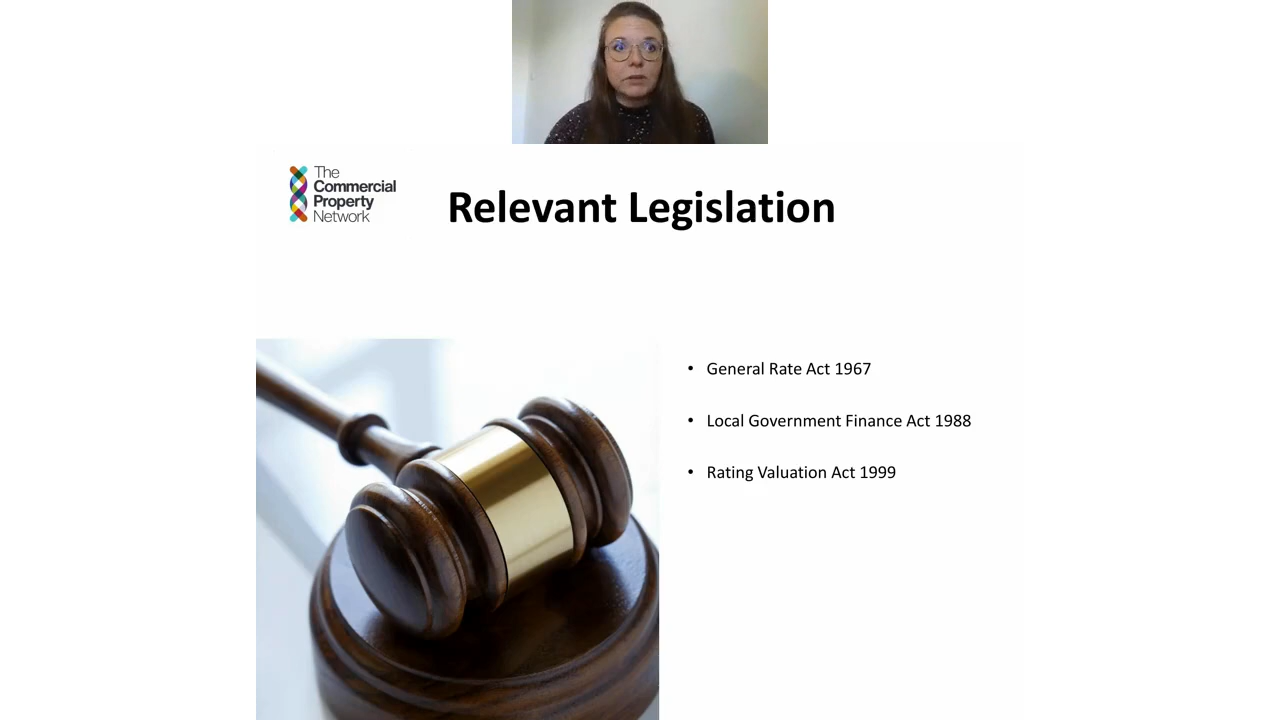 The
Commercial
Property
Network
Relevant Legislation
• General Rate Act 1967
• Local Government Finance Act 1988
• Rating Valuation Act 1999